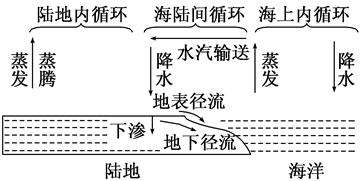 陆地内循环 海陆间循环 海上内循环
水汽输送
蒸发 蒸腾 降水 蒸发 降水
地表径流
下渗
地下径流
陆地 海洋